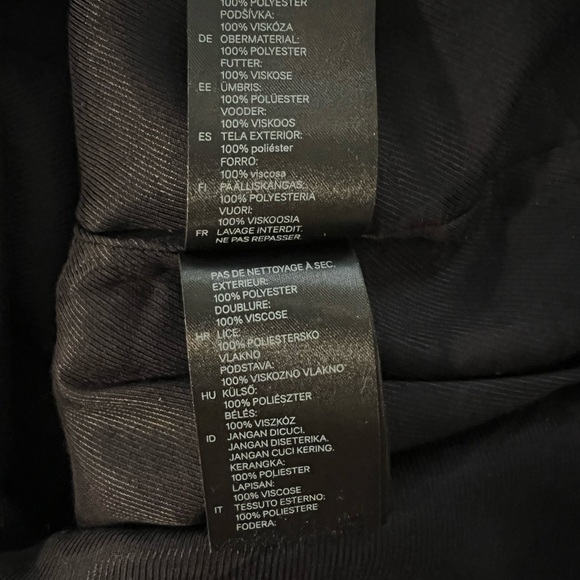 100% POLYESTER
PODŠÍVKA:
100% VISKÓZA
DE OBERMATERIAL:
100% POLYESTER
FUTTER:
100% VISKOSE
EE ÜMBRIS:
100% POLÜESTER
VOODER:
100% VISKOOS
ES TELA EXTERIOR:
100% poliéster
FORRO:
100% viscosa
FI PÄÄLLISKANGAS:
100% POLYESTERIA
VUORI:
100% VISKOOSIA
FR LAVAGE INTERDIT.
NE PAS REPASSER.
PAS DE NETTOYAGE À SEC.
EXTERIEUR:
100% POLYESTER
DOUBLURE:
100% VISCOSE
HR LICE:
100% POLIESTERSKO
VLAKNO
PODSTAVA:
100% VISKOZNO VLAKNO
HU KÜLSŐ:
100% POLIÉSZTER
BÉLÉS:
100% VISZKÓZ
ID JANGAN DICUCI.
JANGAN DISETERIKA.
JANGAN CUCI KERING.
KERANGKA:
100% POLIESTER
LAPISAN:
100% VISCOSE
IT TESSUTO ESTERNO:
100% POLIESTERE
FODERA: